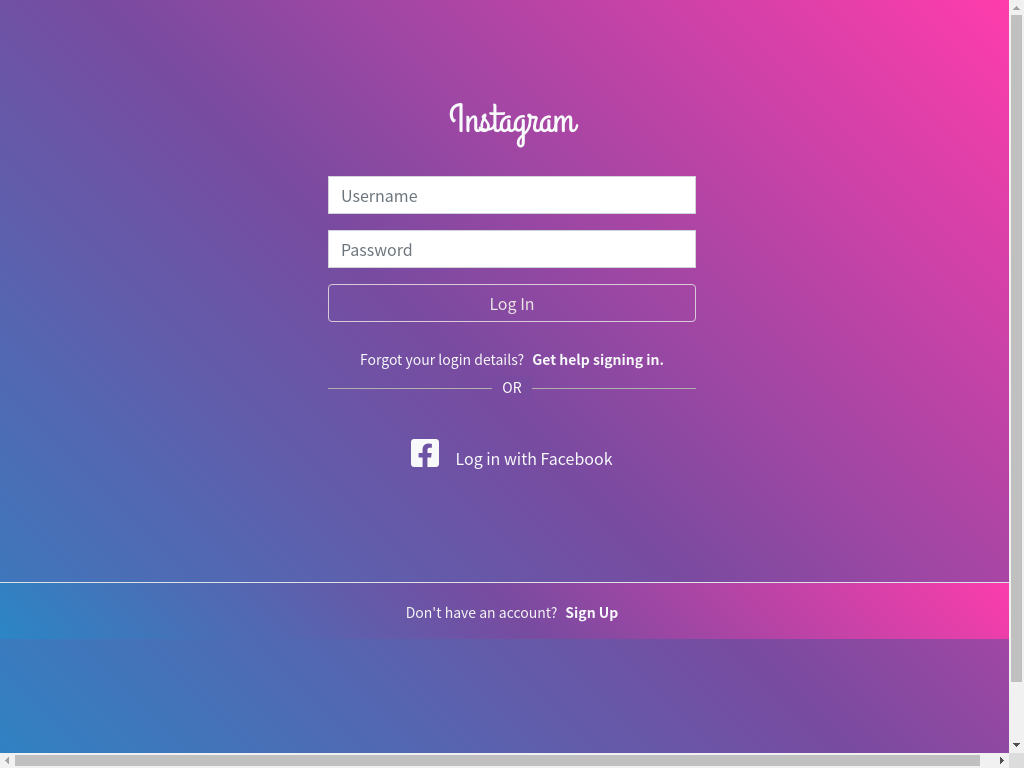 Instagram
Username
Password
Log In
Forgot your login details? Get help signing in.
OR
Log in with Facebook
Don't have an account? Sign Up